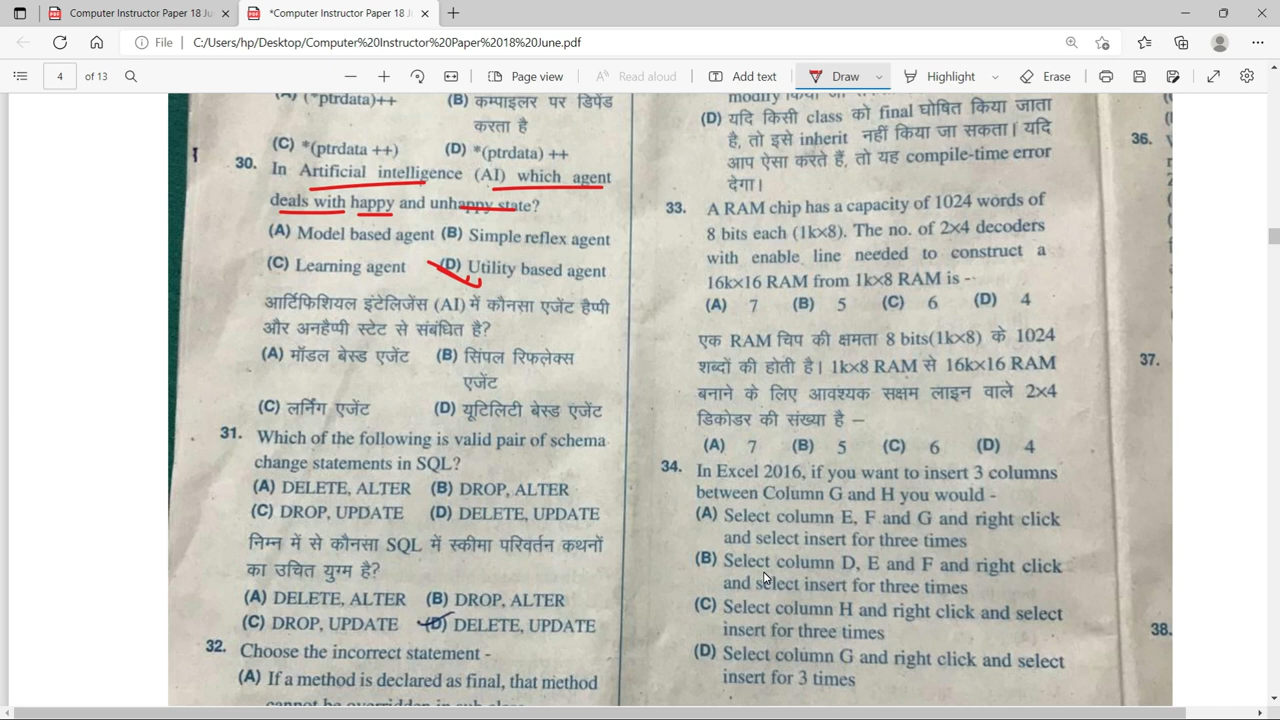 Computer Instructor Paper 18 Ju
*Computer Instructor Paper 18 J
File
C:/Users/hp/Desktop/Computer%20Instructor%20Paper%2018%20June.pdf
4 of 13
Page view
Read aloud
Add text
Draw
Highlight
Erase
(A) (*ptrdata)++ (B) कम्पाइलर पर डिपेंड
करता है
(C) *(ptrdata ++) (D) *(ptrdata) ++
30. In Artificial intelligence (AI) which agent
deals with happy and unhappy state?
(A) Model based agent (B) Simple reflex agent
(C) Learning agent (D) Utility based agent
आर्टिफिशियल इंटेलिजेंस (AI) में कौनसा एजेंट हैप्पी
और अनहैप्पी स्टेट से संबंधित है?
(A) मॉडल बेस्ड एजेंट (B) सिंपल रिफलेक्स
एजेंट
(C) लर्निंग एजेंट (D) यूटिलिटी बेस्ड एजेंट
31. Which of the following is valid pair of schema
change statements in SQL?
(A) DELETE, ALTER (B) DROP, ALTER
(C) DROP, UPDATE (D) DELETE, UPDATE
निम्न में से कौनसा SQL में स्कीमा परिवर्तन कथनों
का उचित युग्म है?
(A) DELETE, ALTER (B) DROP, ALTER
(C) DROP, UPDATE (D) DELETE, UPDATE
32. Choose the incorrect statement -
(A) If a method is declared as final, that method
cannot be overridden in sub class
modify किया जा
(D) यदि किसी class को final घोषित किया जाता
है, तो इसे inherit नहीं किया जा सकता। यदि
आप ऐसा करते हैं, तो यह compile-time error
देगा।
33. A RAM chip has a capacity of 1024 words of
8 bits each (1k×8). The no. of 2×4 decoders
with enable line needed to construct a
16k×16 RAM from 1k×8 RAM is -
(A) 7 (B) 5 (C) 6 (D) 4
एक RAM चिप की क्षमता 8 bits(1k×8) के 1024
शब्दों की होती है। 1k×8 RAM से 16k×16 RAM
बनाने के लिए आवश्यक सक्षम लाइन वाले 2×4
डिकोडर की संख्या है –
(A) 7 (B) 5 (C) 6 (D) 4
34. In Excel 2016, if you want to insert 3 columns
between Column G and H you would -
(A) Select column E, F and G and right click
and select insert for three times
(B) Select column D, E and F and right click
and select insert for three times
(C) Select column H and right click and select
insert for three times
(D) Select column G and right click and select
insert for 3 times
36.
37.
38.